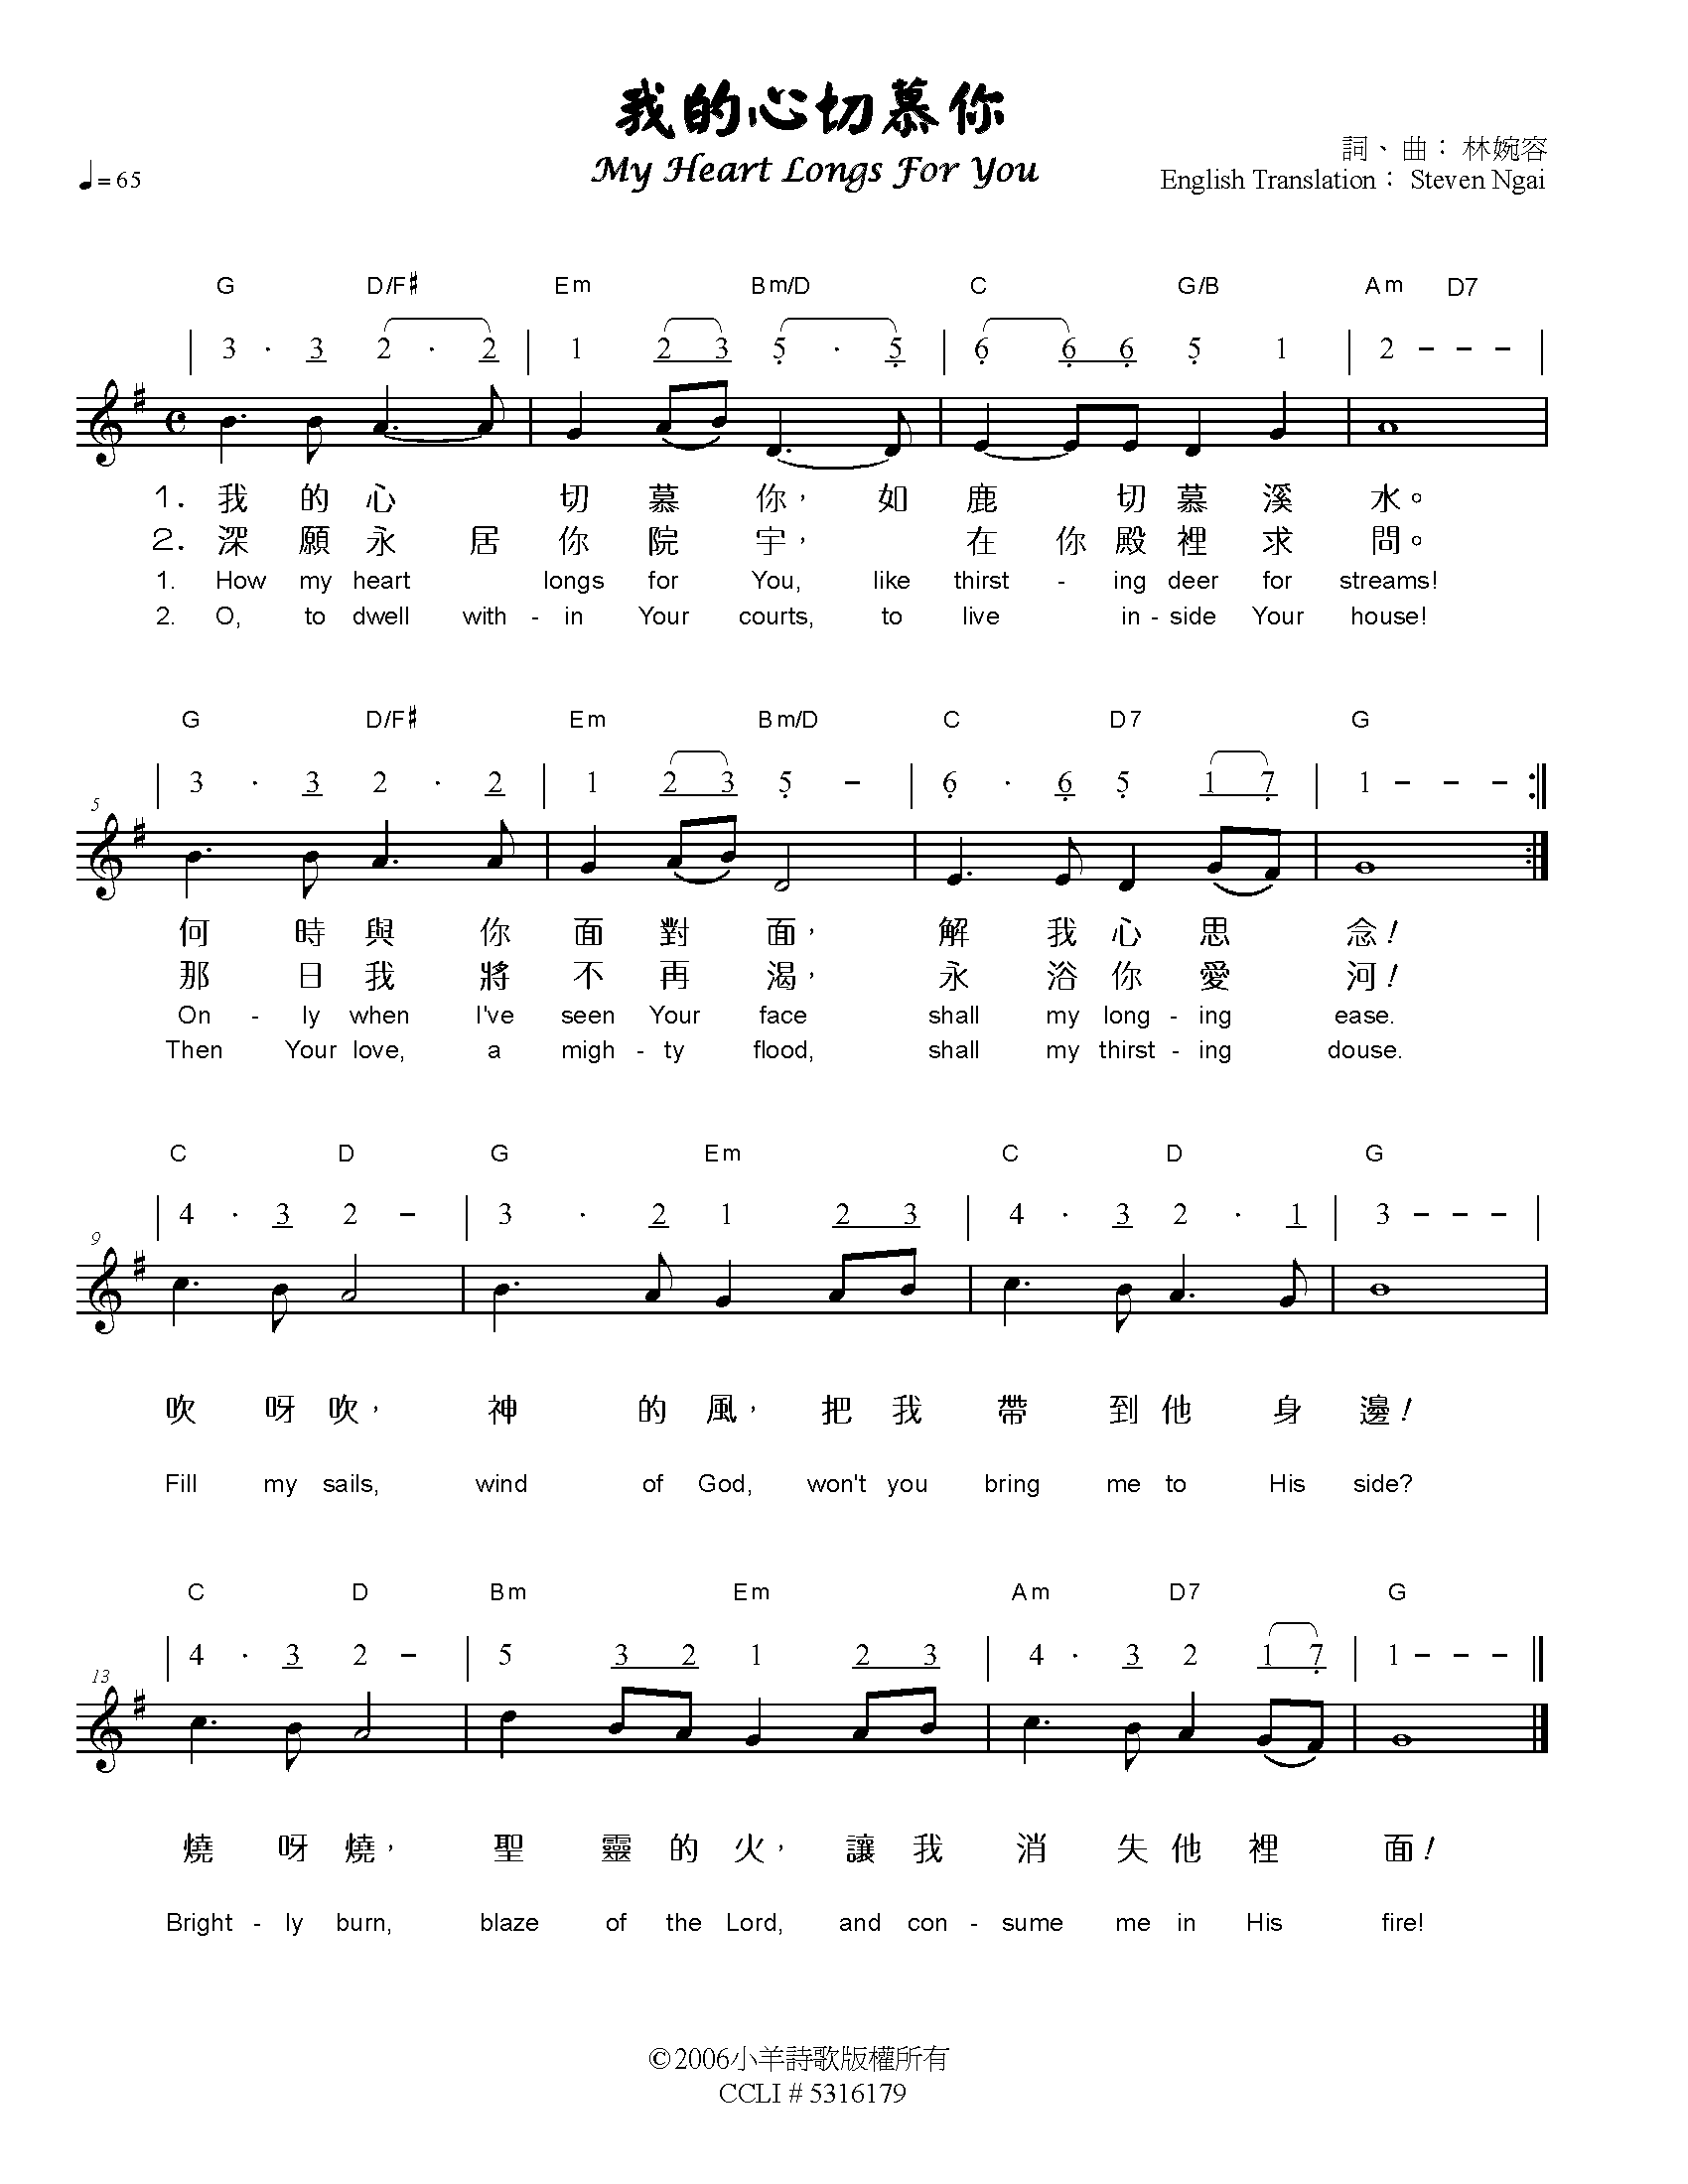 我的心切慕你
My Heart Longs For You
♩=65
詞、曲：林婉容
English Translation： Steven Ngai
G D/F♯ Em Bm/D C G/B Am D7
| 3 · 3 2 · 2 | 1 2 3 5 · 5 | 6 6 6 5 1 | 2 – – – |
1. 我 的 心 切 慕 你， 如 鹿 切 慕 溪 水。
2. 深 願 永 居 你 院 宇， 在 你 殿 裡 求 問。
1. How my heart longs for You, like thirst - ing deer for streams!
2. O, to dwell with - in Your courts, to live in - side Your house!
G D/F♯ Em Bm/D C D7 G
| 3 · 3 2 · 2 | 1 2 3 5 – | 6 · 6 5 1 7 | 1 – – – :|
5
何 時 與 你 面 對 面， 解 我 心 思 念！
那 日 我 將 不 再 渴， 永 浴 你 愛 河！
On - ly when I've seen Your face shall my long - ing ease.
Then Your love, a migh - ty flood, shall my thirst - ing douse.
C D G Em C D G
| 4 · 3 2 – | 3 · 2 1 2 3 | 4 · 3 2 · 1 | 3 – – – |
9
吹 呀 吹， 神 的 風， 把 我 帶 到 他 身 邊！
Fill my sails, wind of God, won't you bring me to His side?
C D Bm Em Am D7 G
| 4 · 3 2 – | 5 3 2 1 2 3 | 4 · 3 2 1 7 | 1 – – – ||
13
燒 呀 燒， 聖 靈 的 火， 讓 我 消 失 他 裡 面！
Bright - ly burn, blaze of the Lord, and con - sume me in His fire!
©2006小羊詩歌版權所有
CCLI # 5316179